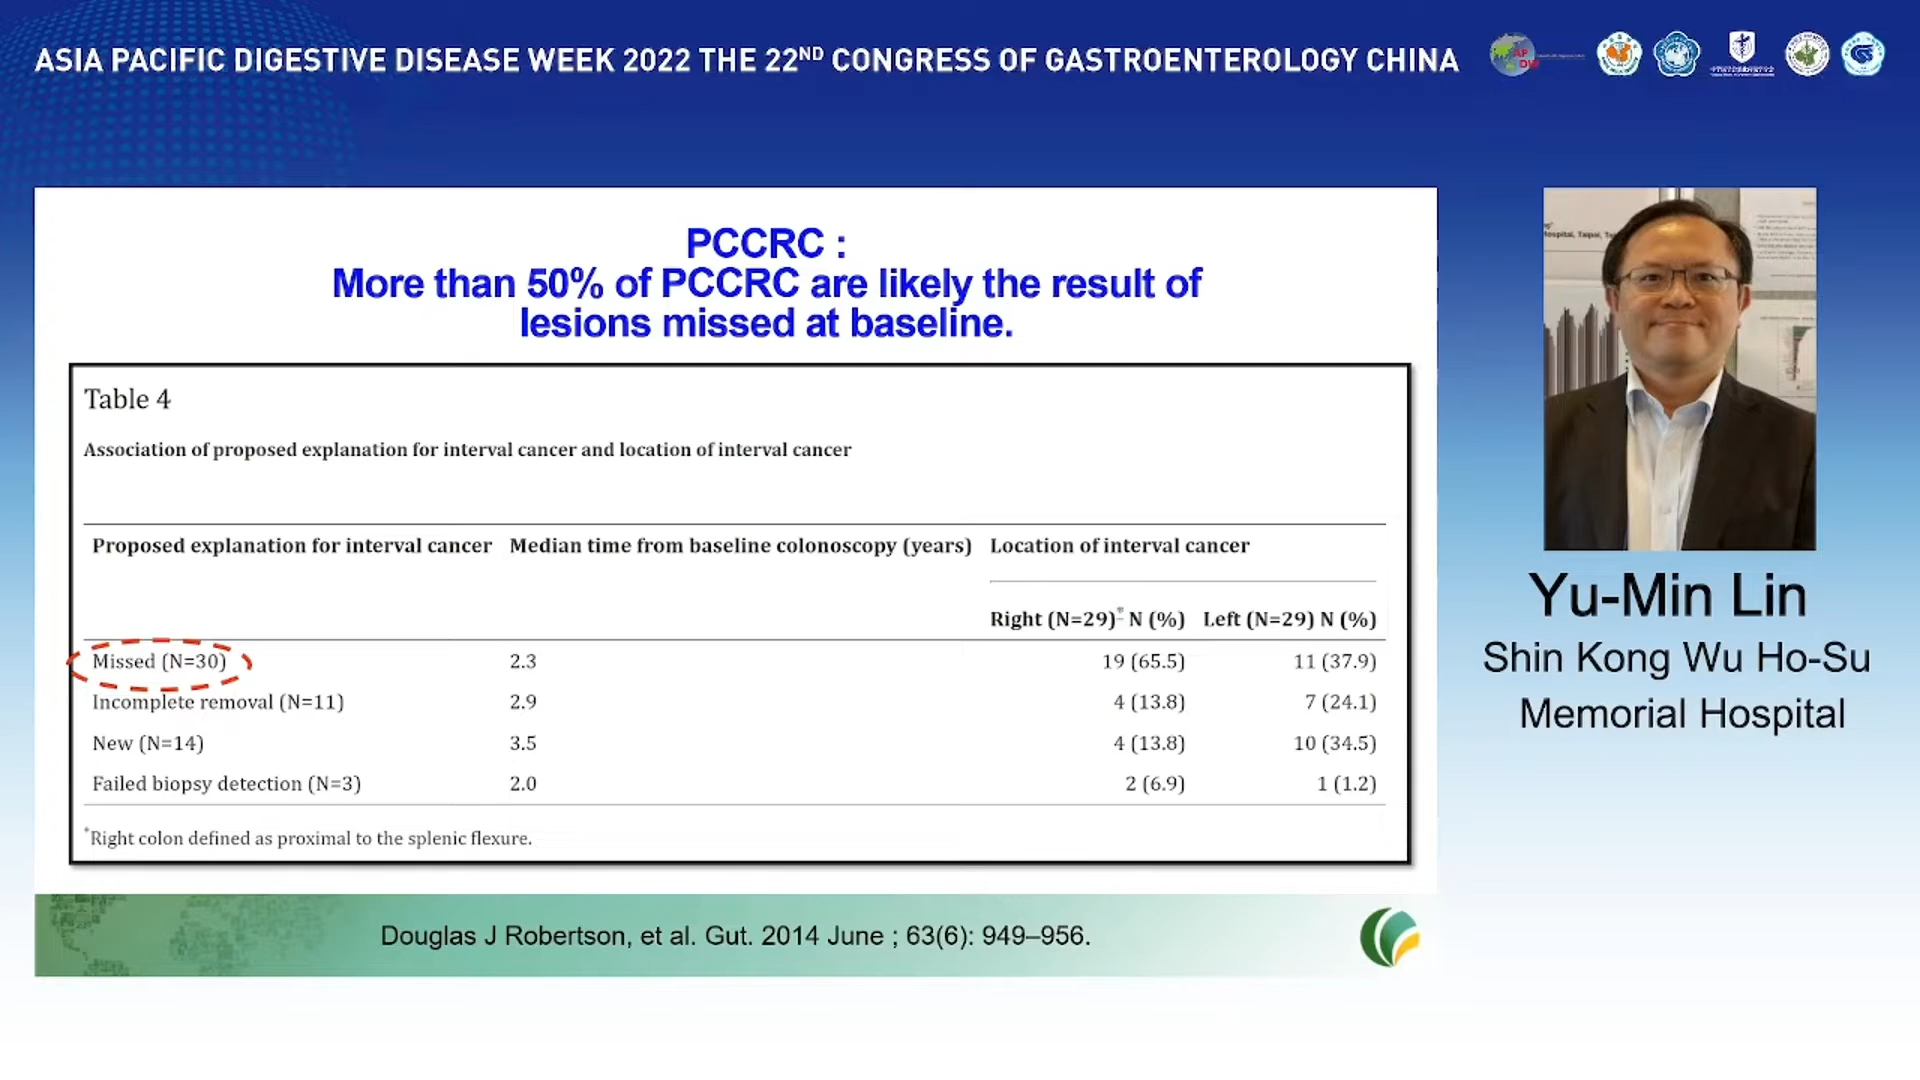 ASIA PACIFIC DIGESTIVE DISEASE WEEK 2022 THE 22ND CONGRESS OF GASTROENTEROLOGY CHINA
PCCRC :
More than 50% of PCCRC are likely the result of
lesions missed at baseline.
Table 4
Association of proposed explanation for interval cancer and location of interval cancer
Proposed explanation for interval cancer Median time from baseline colonoscopy (years) Location of interval cancer
Right (N=29)* N (%) Left (N=29) N (%)
Missed (N=30) 2.3 19 (65.5) 11 (37.9)
Incomplete removal (N=11) 2.9 4 (13.8) 7 (24.1)
New (N=14) 3.5 4 (13.8) 10 (34.5)
Failed biopsy detection (N=3) 2.0 2 (6.9) 1 (1.2)
*Right colon defined as proximal to the splenic flexure.
Douglas J Robertson, et al. Gut. 2014 June ; 63(6): 949–956.
Yu-Min Lin
Shin Kong Wu Ho-Su
Memorial Hospital